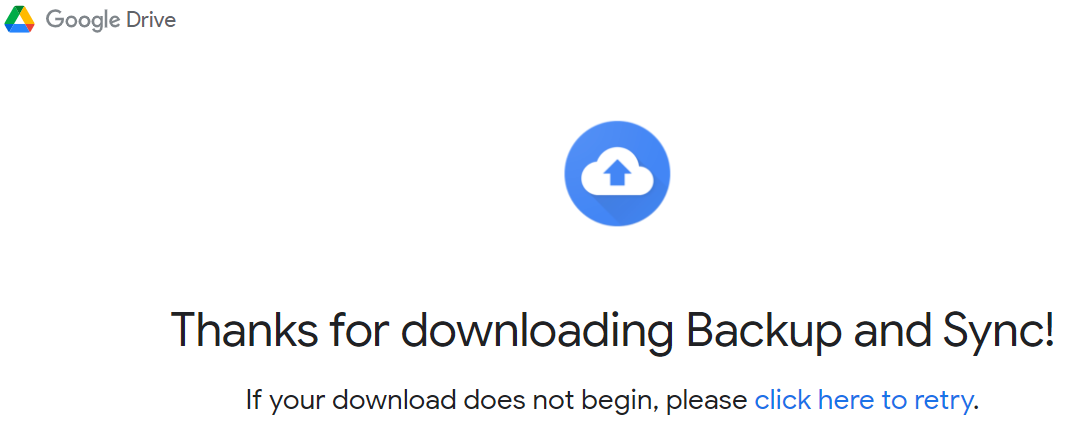 Google Drive
Thanks for downloading Backup and Sync!
If your download does not begin, please click here to retry.